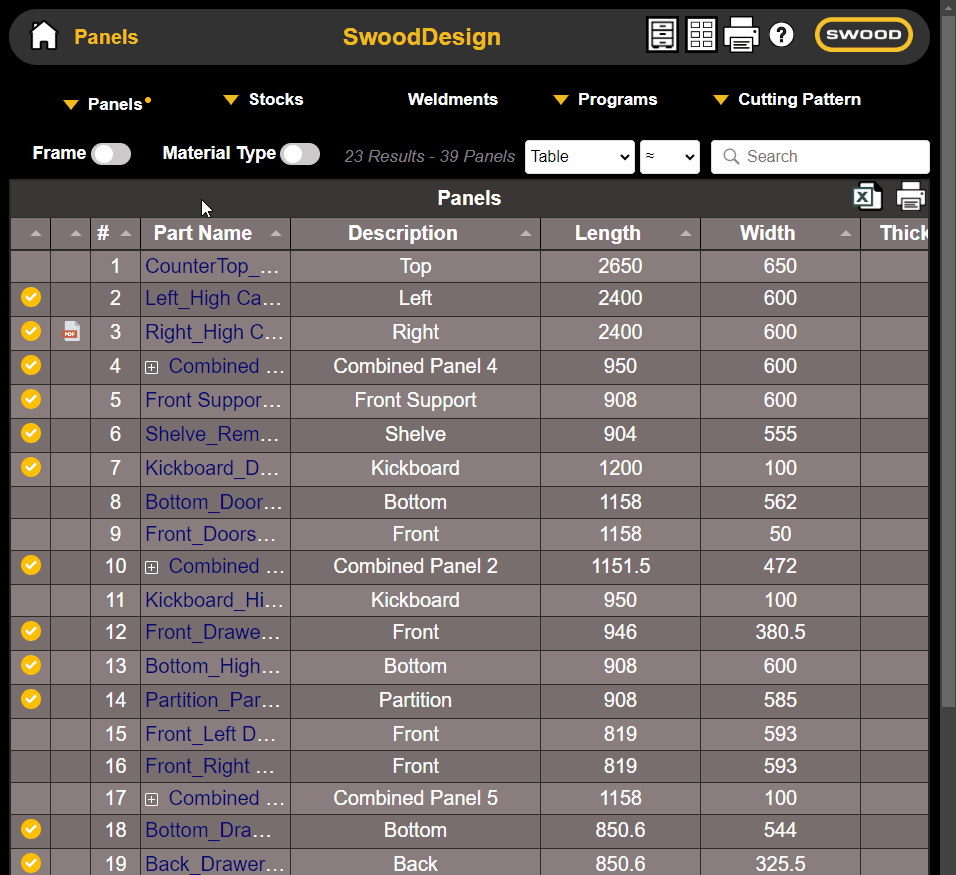 Panels SwoodDesign ? SWOOD
Panels Stocks Weldments Programs Cutting Pattern
Frame Material Type 23 Results - 39 Panels Table ≈ Search
Panels X
# Part Name Description Length Width Thick
1 CounterTop_... Top 2650 650
2 Left_High Ca... Left 2400 600
PDF 3 Right_High C... Right 2400 600
4 Combined ... Combined Panel 4 950 600
5 Front Suppor... Front Support 908 600
6 Shelve_Rem... Shelve 904 555
7 Kickboard_D... Kickboard 1200 100
8 Bottom_Door... Bottom 1158 562
9 Front_Doors... Front 1158 50
10 Combined ... Combined Panel 2 1151.5 472
11 Kickboard_Hi... Kickboard 950 100
12 Front_Drawe... Front 946 380.5
13 Bottom_High... Bottom 908 600
14 Partition_Par... Partition 908 585
15 Front_Left D... Front 819 593
16 Front_Right ... Front 819 593
17 Combined ... Combined Panel 5 1158 100
18 Bottom_Dra... Bottom 850.6 544
19 Back_Drawer... Back 850.6 325.5